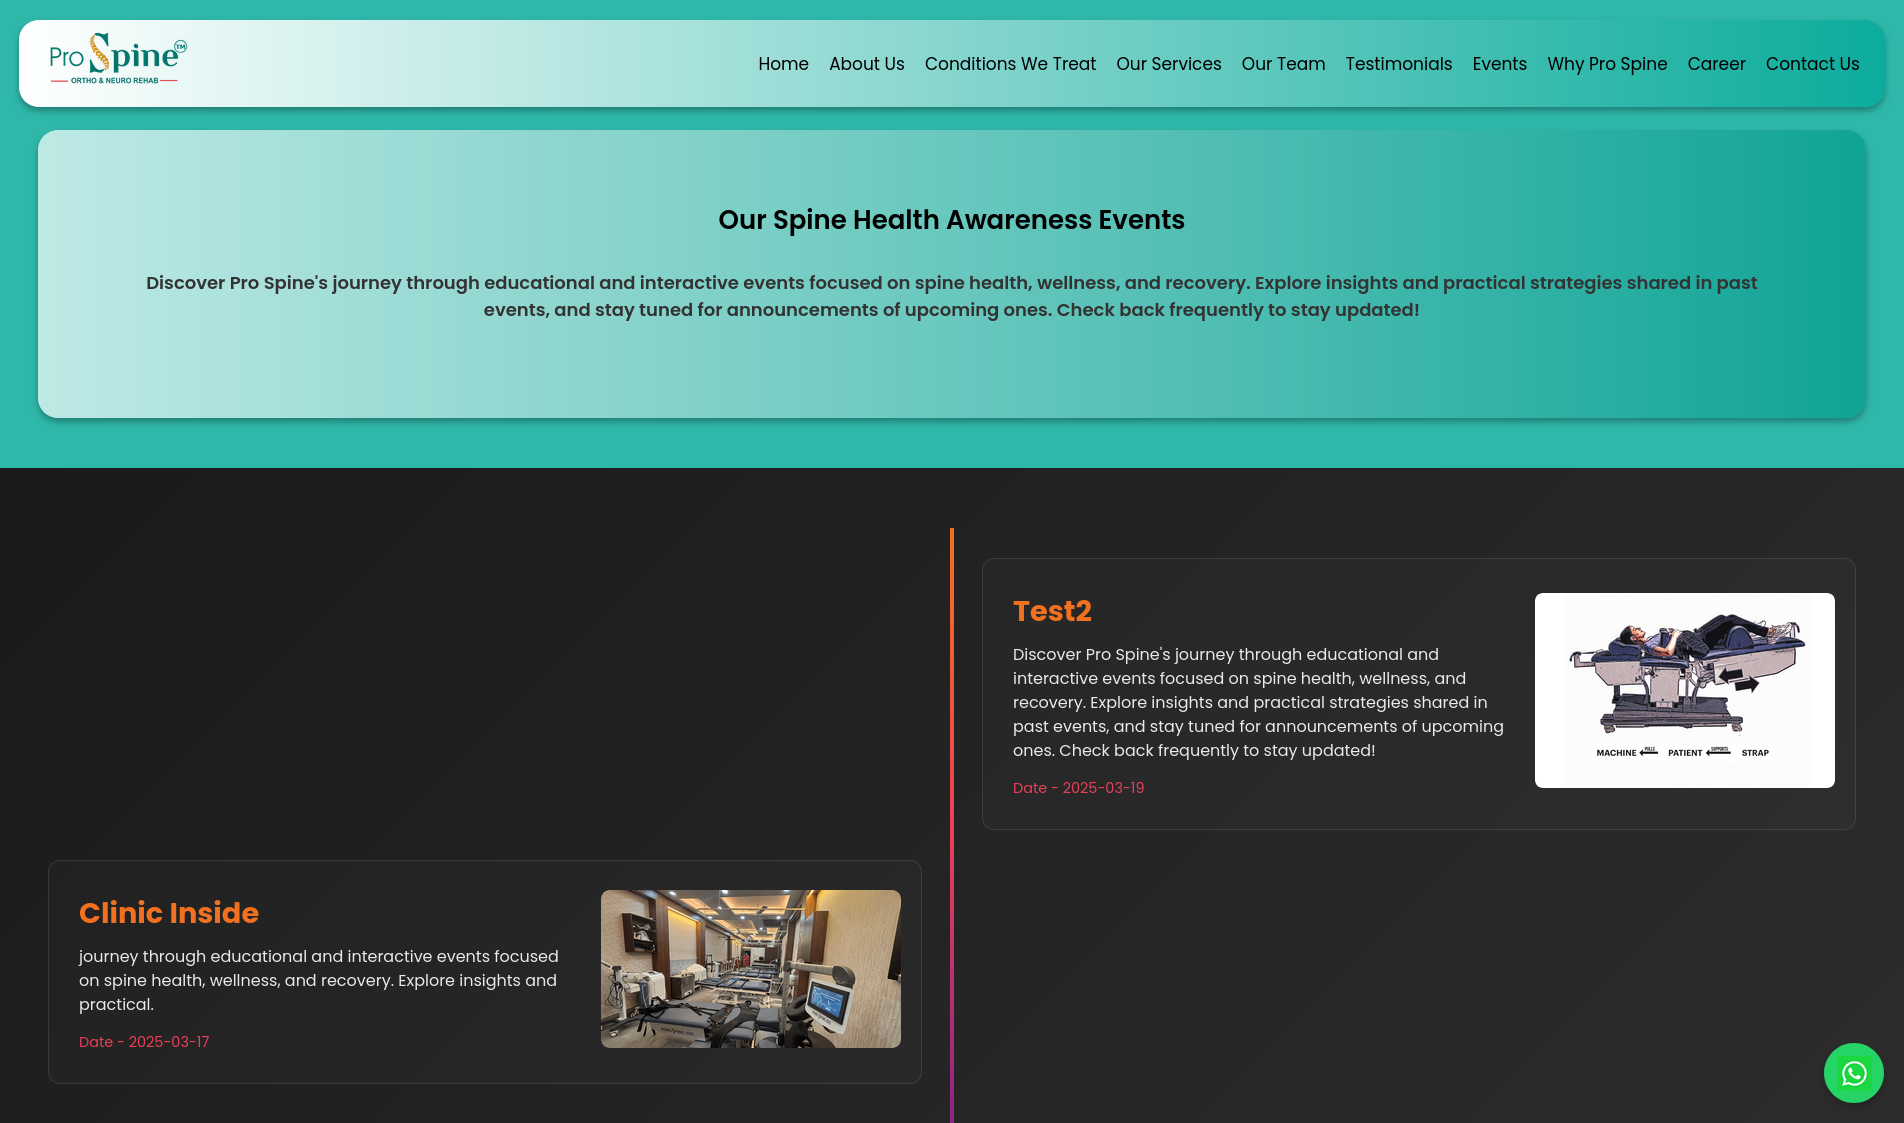 Pro Spine TM
ORTHO & NEURO REHAB
Home About Us Conditions We Treat Our Services Our Team Testimonials Events Why Pro Spine Career Contact Us
Our Spine Health Awareness Events
Discover Pro Spine's journey through educational and interactive events focused on spine health, wellness, and recovery. Explore insights and practical strategies shared in past
events, and stay tuned for announcements of upcoming ones. Check back frequently to stay updated!
Test2
Discover Pro Spine's journey through educational and
interactive events focused on spine health, wellness, and
recovery. Explore insights and practical strategies shared in
past events, and stay tuned for announcements of upcoming
ones. Check back frequently to stay updated!
Date - 2025-03-19
MACHINE PULLS PATIENT SUPPORTS STRAP
Clinic Inside
journey through educational and interactive events focused
on spine health, wellness, and recovery. Explore insights and
practical.
Date - 2025-03-17